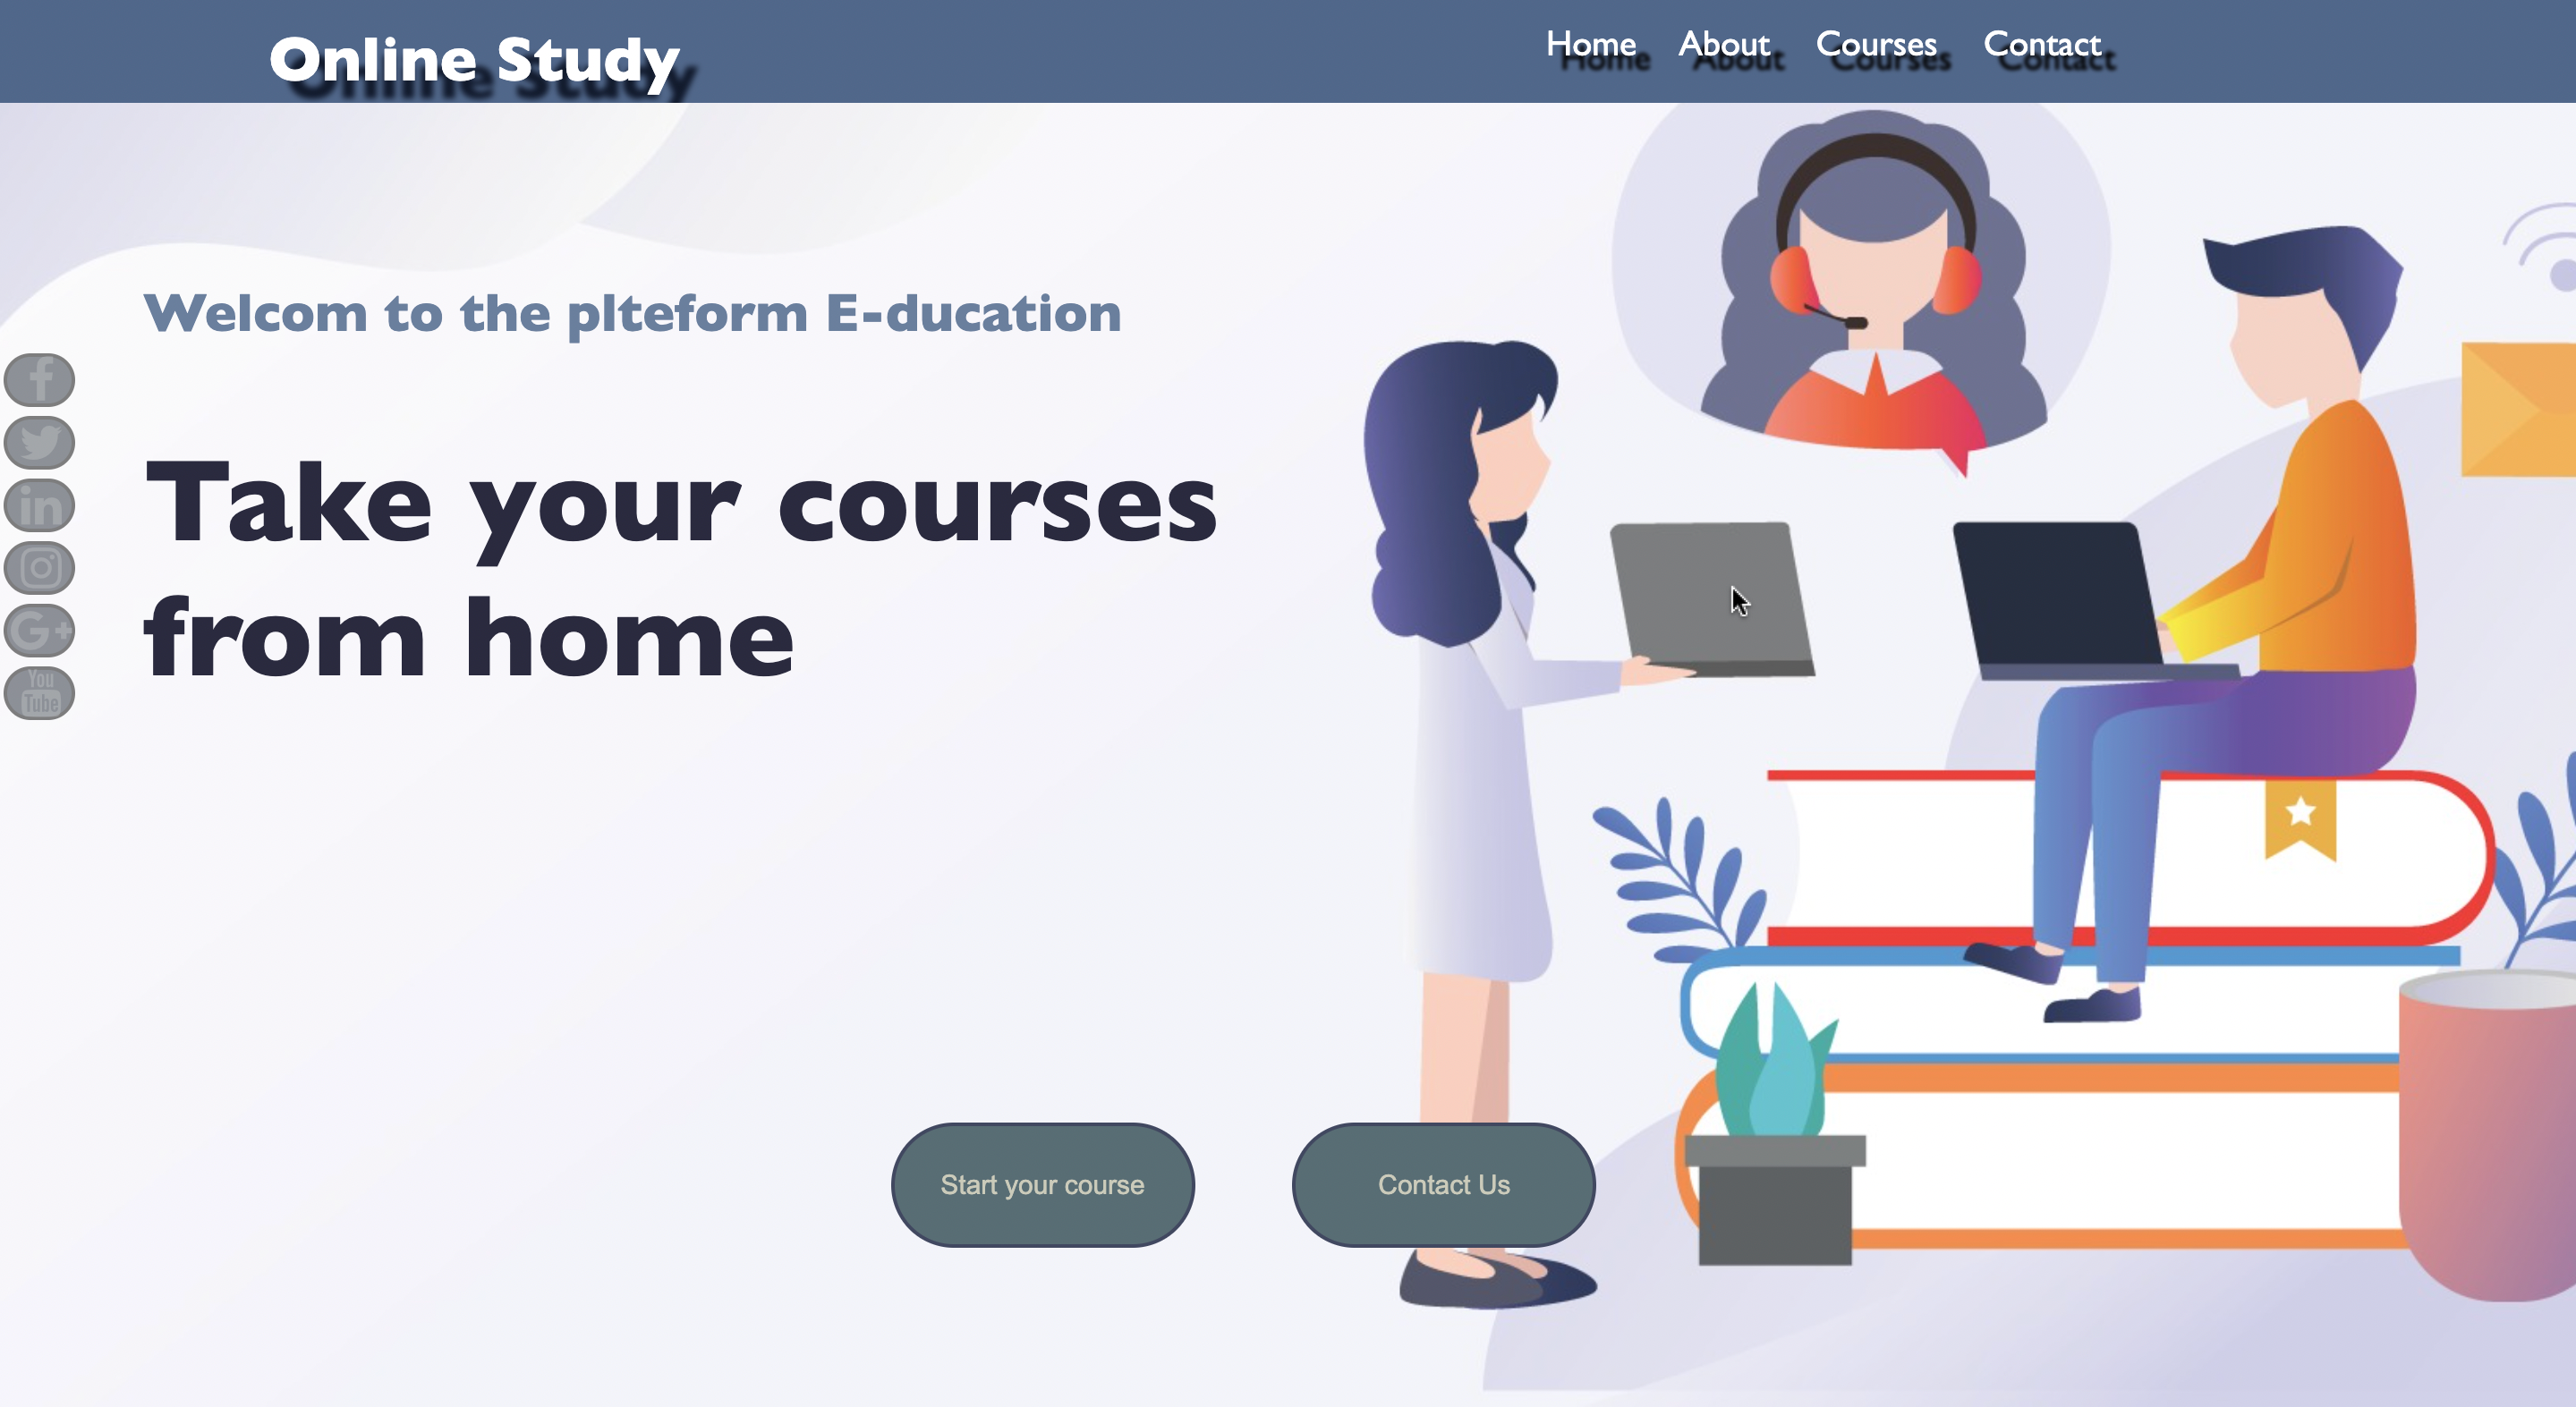 Online Study
Home About Courses Contact
Welcom to the plteform E-ducation
Take your courses
from home
You
Tube
Start your course
Contact Us